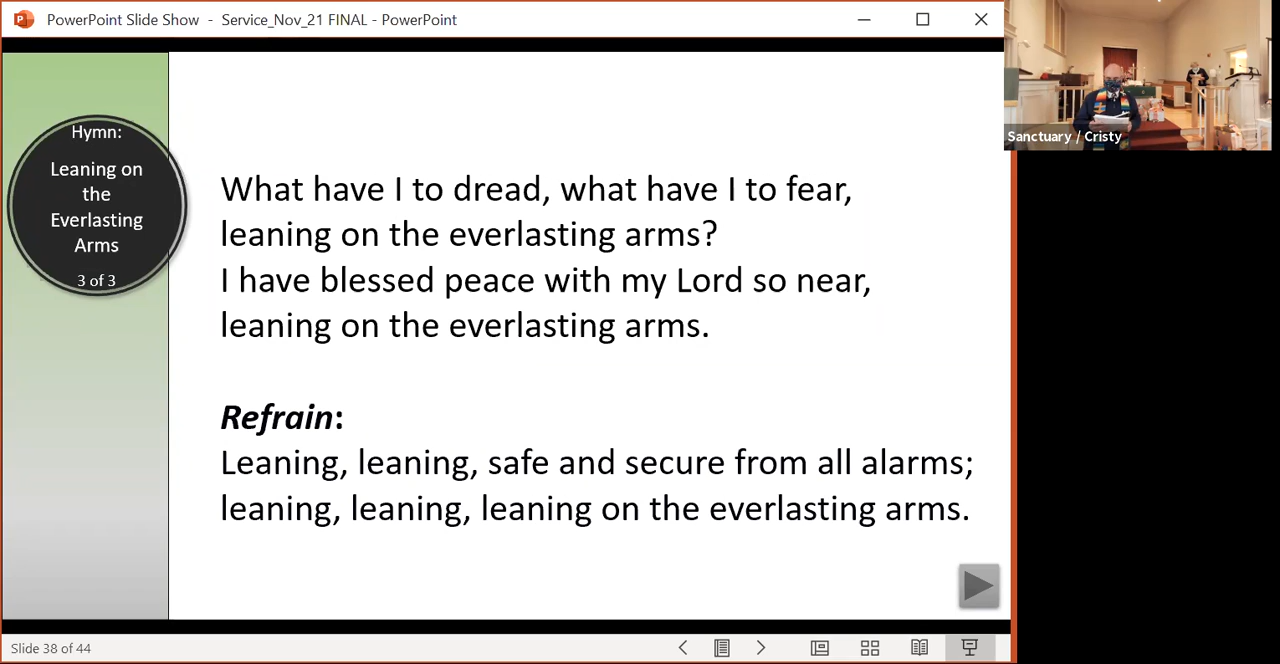 PowerPoint Slide Show - Service_Nov_21 FINAL - PowerPoint
Sanctuary / Cristy
Hymn:
Leaning on
the
Everlasting
Arms
3 of 3
What have I to dread, what have I to fear,
leaning on the everlasting arms?
I have blessed peace with my Lord so near,
leaning on the everlasting arms.
Refrain:
Leaning, leaning, safe and secure from all alarms;
leaning, leaning, leaning on the everlasting arms.
Slide 38 of 44